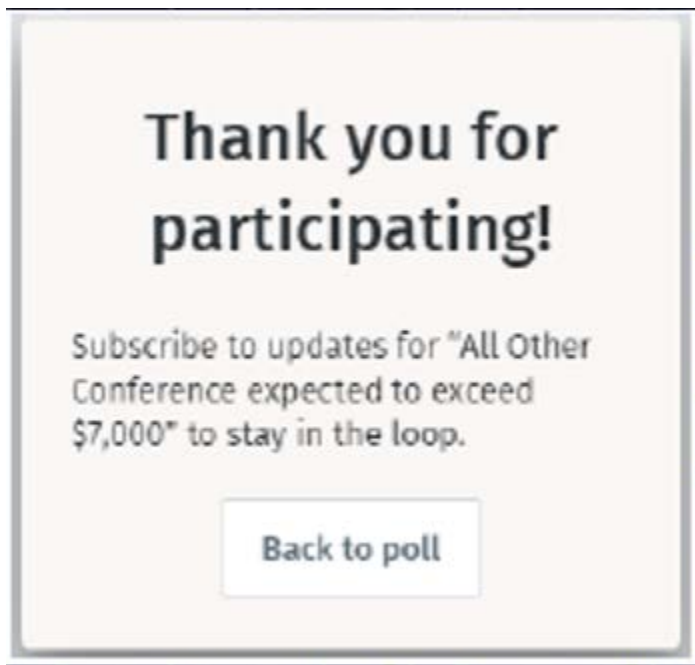 Thank you for
participating!
Subscribe to updates for "All Other
Conference expected to exceed
$7,000" to stay in the loop.
Back to poll